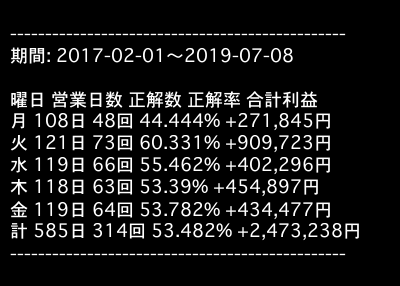 ------------------------------------------------
期間: 2017-02-01〜2019-07-08
曜日 営業日数 正解数 正解率 合計利益
月 108日 48回 44.444% +271,845円
火 121日 73回 60.331% +909,723円
水 119日 66回 55.462% +402,296円
木 118日 63回 53.39% +454,897円
金 119日 64回 53.782% +434,477円
計 585日 314回 53.482% +2,473,238円
------------------------------------------------